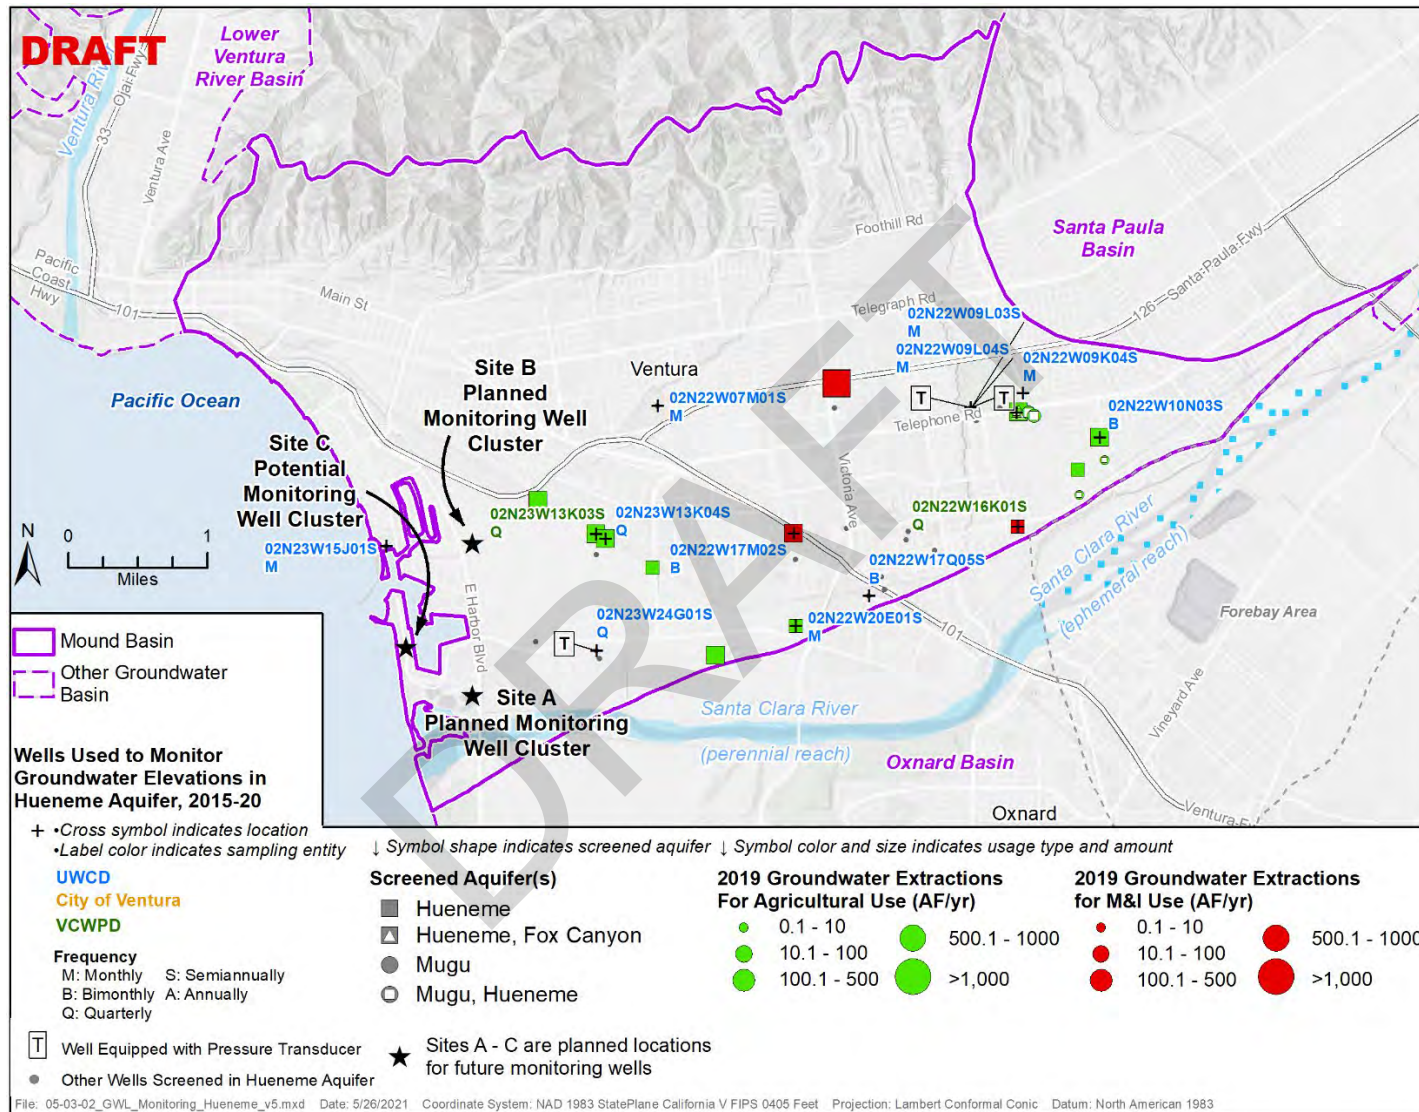 DRAFT
Lower
Ventura
River Basin
Ventura River
33
Ojai Fwy
Ventura Ave
Pacific
Coast
Hwy
101
Main St
Foothill Rd
Santa Paula
Basin
126
Santa-Paula-Fwy
Telegraph Rd
02N22W09L03S
M
02N22W09L04S
M
02N22W09K04S
M
Site B
Planned
Monitoring Well
Cluster
Ventura
02N22W07M01S
M
Pacific Ocean
T
T
Telephone Rd
02N22W10N03S
B
Site C
Potential
Monitoring
Well Cluster
Victoria Ave
02N23W13K03S
Q
02N23W13K04S
Q
02N22W16K01S
Q
N
0 1
Miles
02N23W15J01S
M
02N22W17M02S
B
02N22W17Q05S
B
Santa Clara River
(ephemeral reach)
Forebay Area
E Harbor Blvd
02N23W24G01S
Q
T
02N22W20E01S
M
101
Vineyard Ave
Site A
Planned Monitoring
Well Cluster
Santa Clara River
(perennial reach)
Oxnard Basin
Oxnard
Ventura-F
DRAFT
Mound Basin
Other Groundwater
Basin
Wells Used to Monitor
Groundwater Elevations in
Hueneme Aquifer, 2015-20
+ •Cross symbol indicates location
•Label color indicates sampling entity
UWCD
City of Ventura
VCWPD
Frequency
M: Monthly S: Semiannually
B: Bimonthly A: Annually
Q: Quarterly
T Well Equipped with Pressure Transducer
Other Wells Screened in Hueneme Aquifer
↓ Symbol shape indicates screened aquifer
Screened Aquifer(s)
Hueneme
Hueneme, Fox Canyon
Mugu
Mugu, Hueneme
Sites A - C are planned locations
for future monitoring wells
↓ Symbol color and size indicates usage type and amount
2019 Groundwater Extractions
For Agricultural Use (AF/yr)
0.1 - 10
10.1 - 100
100.1 - 500
500.1 - 1000
>1,000
2019 Groundwater Extractions
for M&I Use (AF/yr)
0.1 - 10
10.1 - 100
100.1 - 500
500.1 - 1000
>1,000
File: 05-03-02_GWL_Monitoring_Hueneme_v5.mxd Date: 5/26/2021 Coordinate System: NAD 1983 StatePlane California V FIPS 0405 Feet Projection: Lambert Conformal Conic Datum: North American 1983